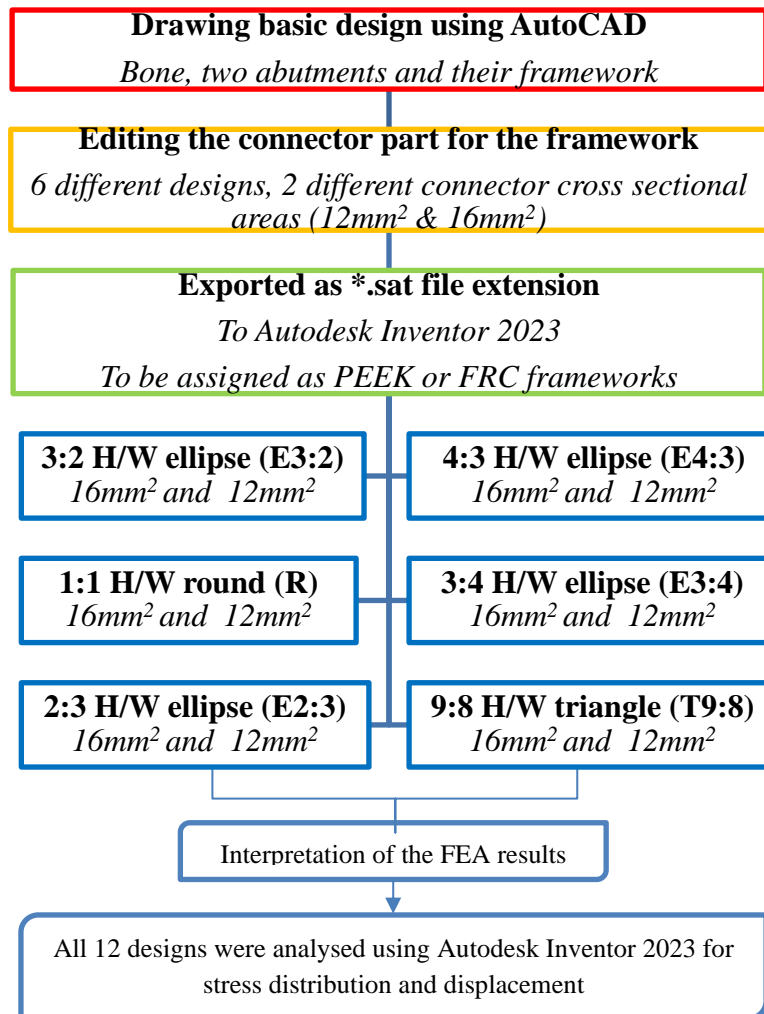 Drawing basic design using AutoCAD
Bone, two abutments and their framework
Editing the connector part for the framework
6 different designs, 2 different connector cross sectional
areas (12mm² & 16mm²)
Exported as *.sat file extension
To Autodesk Inventor 2023
To be assigned as PEEK or FRC frameworks
3:2 H/W ellipse (E3:2)
16mm² and 12mm²
4:3 H/W ellipse (E4:3)
16mm² and 12mm²
1:1 H/W round (R)
16mm² and 12mm²
3:4 H/W ellipse (E3:4)
16mm² and 12mm²
2:3 H/W ellipse (E2:3)
16mm² and 12mm²
9:8 H/W triangle (T9:8)
16mm² and 12mm²
Interpretation of the FEA results
All 12 designs were analysed using Autodesk Inventor 2023 for
stress distribution and displacement